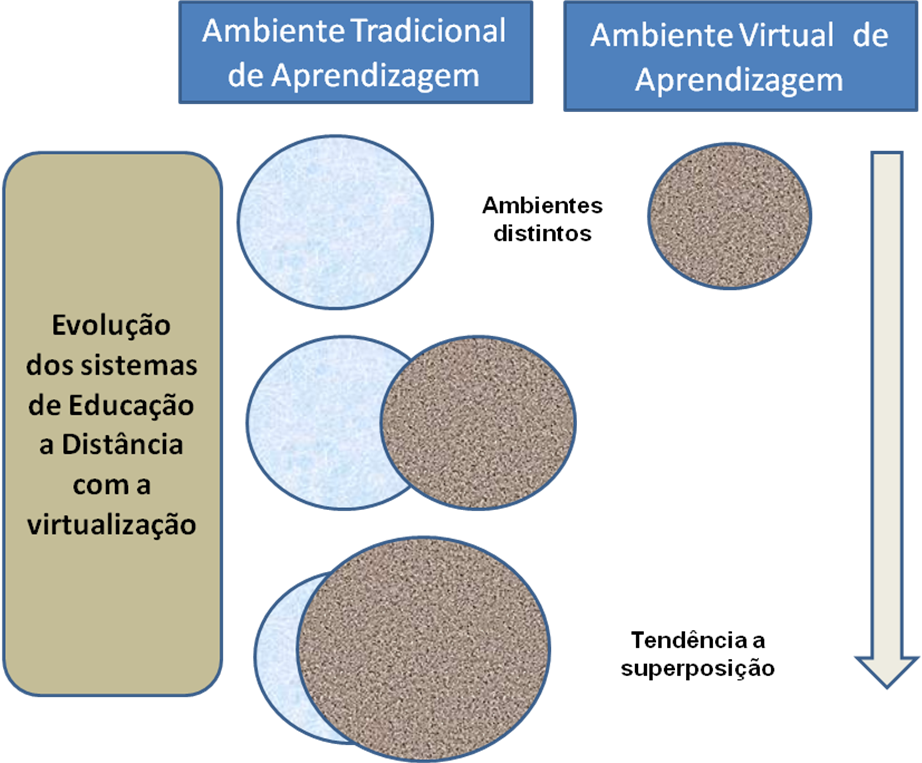 Ambiente Tradicional
de Aprendizagem
Ambiente Virtual de
Aprendizagem
Ambientes
distintos
Evolução
dos sistemas
de Educação
a Distância
com a
virtualização
Tendência a
superposição